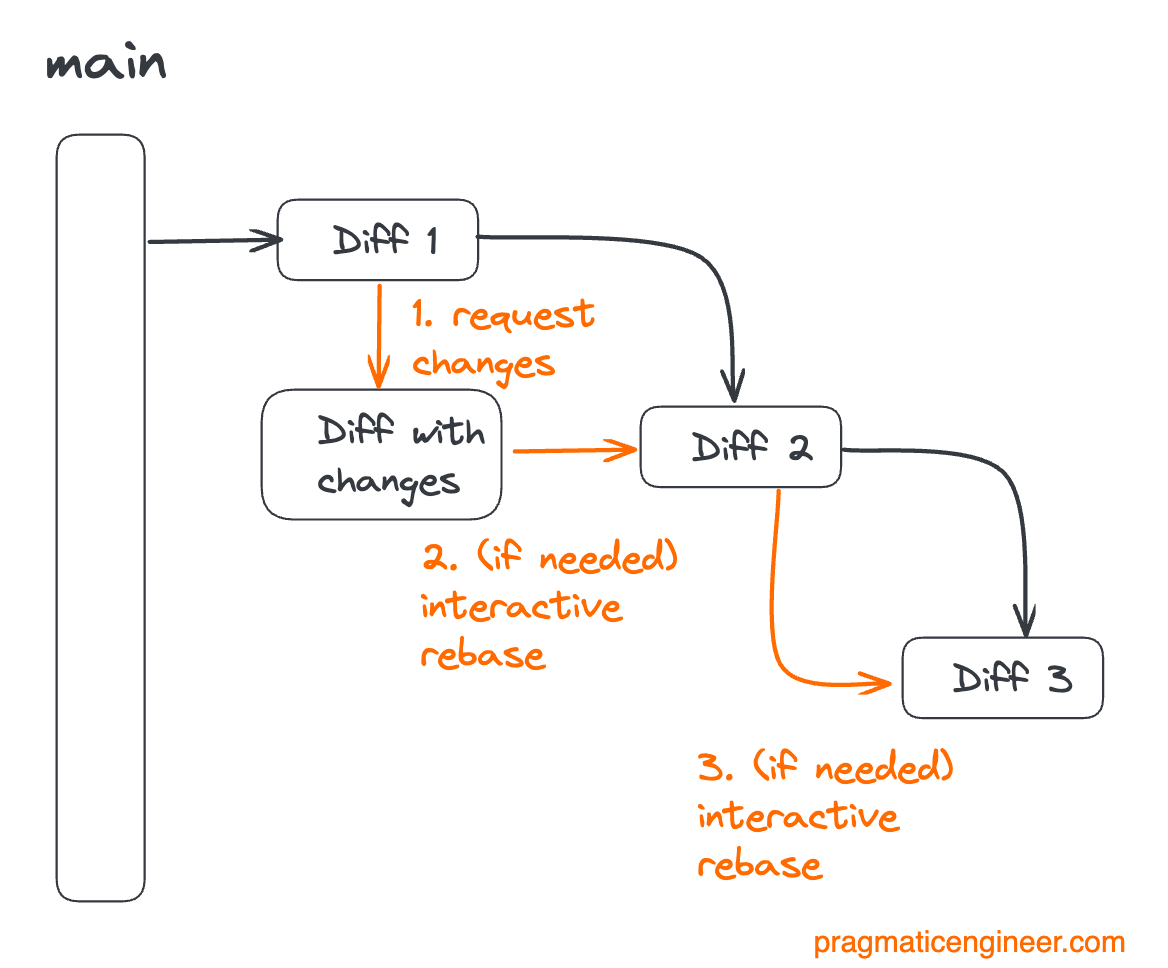 main
Diff 1
1. request
changes
Diff with
changes
Diff 2
2. (if needed)
interactive
rebase
Diff 3
3. (if needed)
interactive
rebase
pragmaticengineer.com